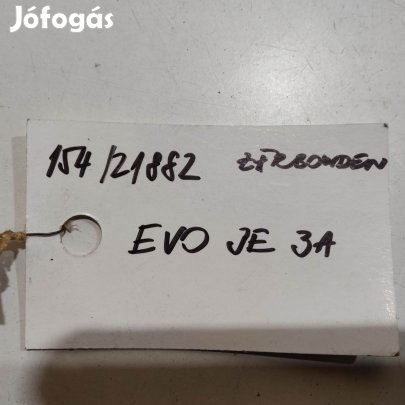 Jófogás
154/21882 ZÁRBOWDEN
EVO JE 3A